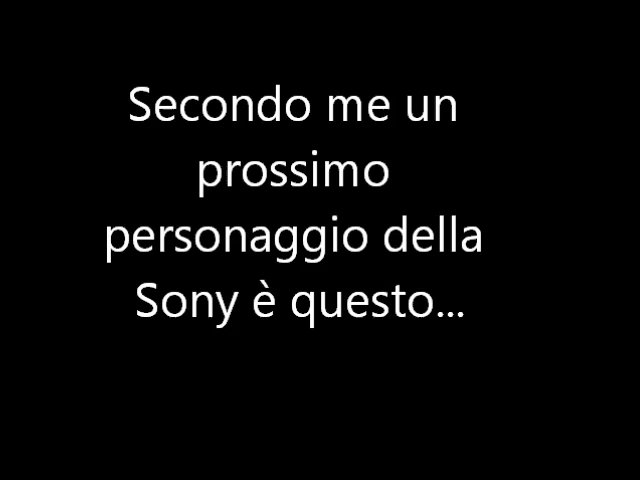 Secondo me un
prossimo
personaggio della
Sony è questo...